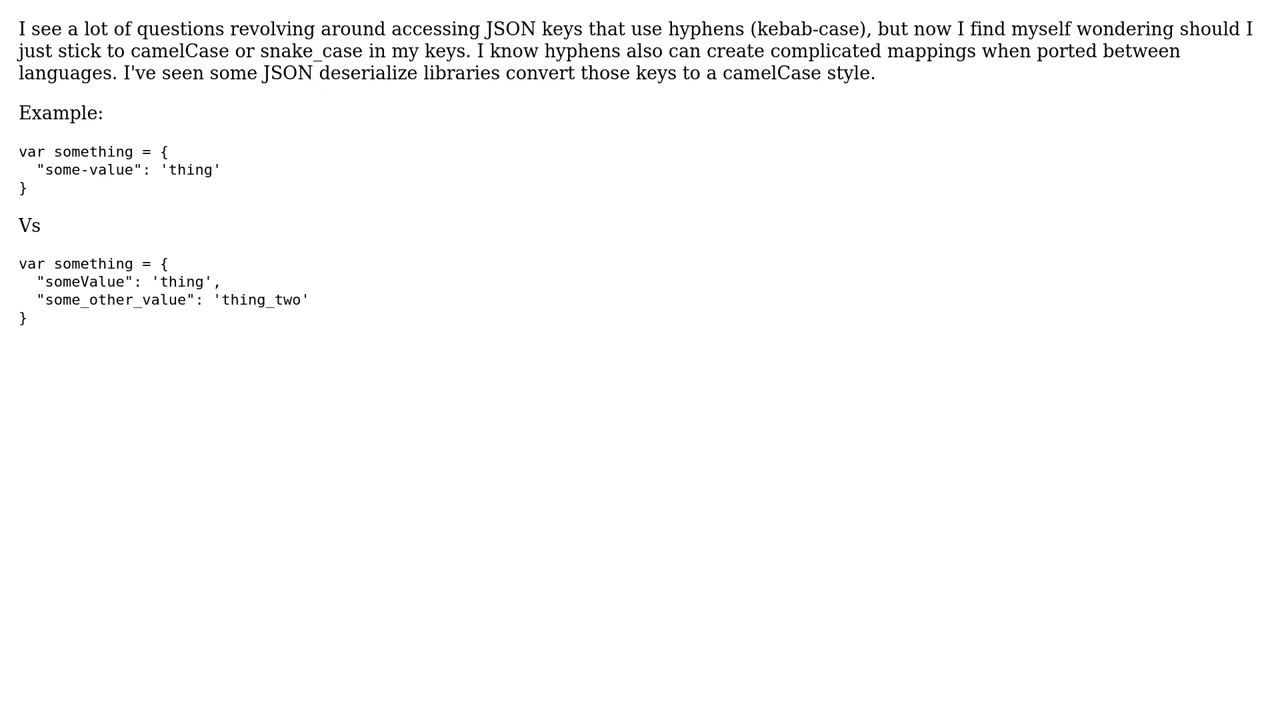 I see a lot of questions revolving around accessing JSON keys that use hyphens (kebab-case), but now I find myself wondering should I
just stick to camelCase or snake_case in my keys. I know hyphens also can create complicated mappings when ported between
languages. I've seen some JSON deserialize libraries convert those keys to a camelCase style.
Example:
var something = {
  "some-value": 'thing'
}
Vs
var something = {
  "someValue": 'thing',
  "some_other_value": 'thing_two'
}